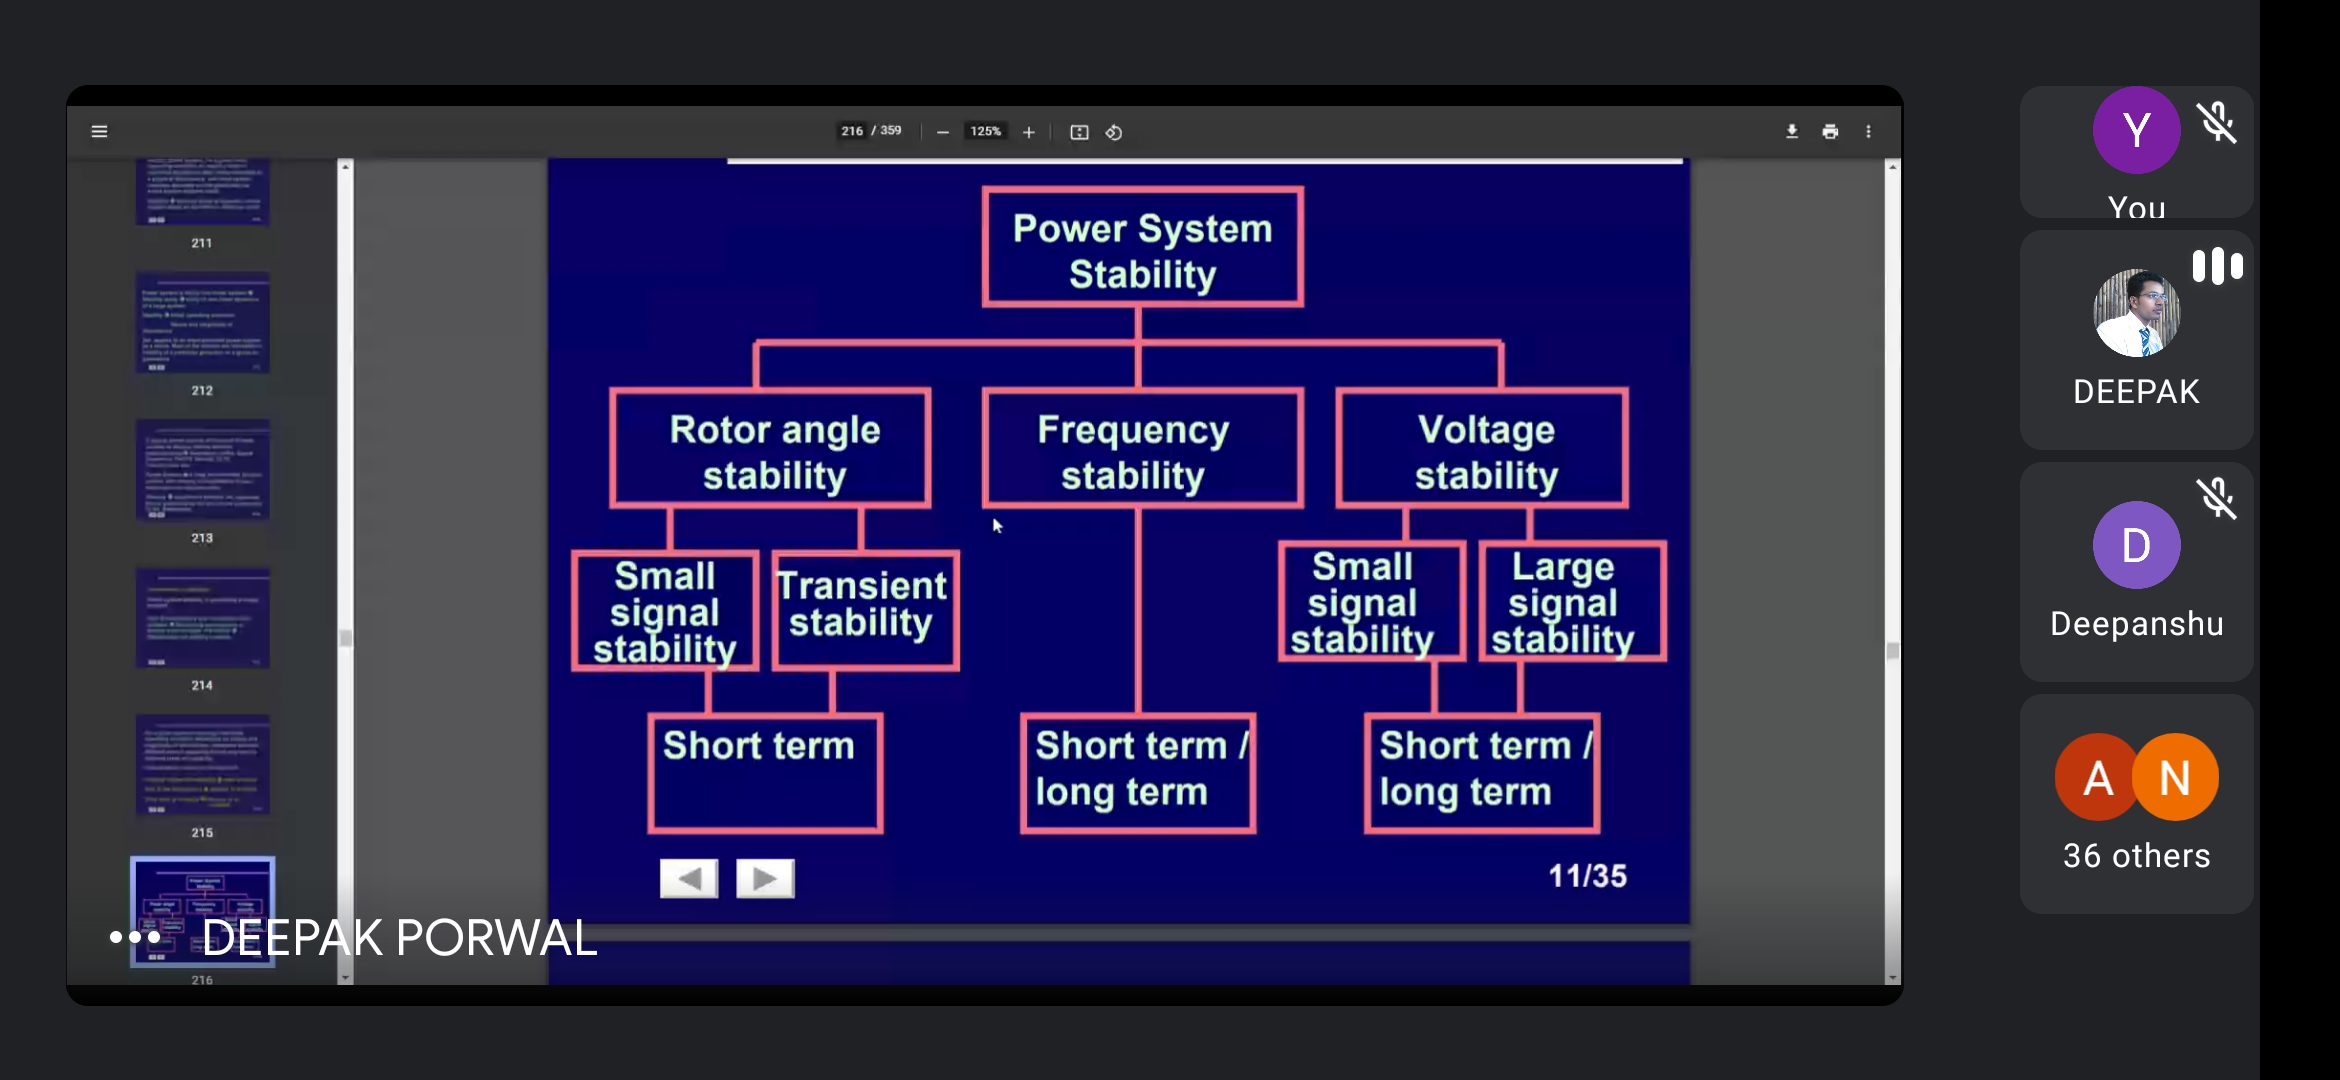 216 / 359
125%
211
212
213
214
215
216
Power System
Stability
Rotor angle
stability
Frequency
stability
Voltage
stability
Small
signal
stability
Transient
stability
Small
signal
stability
Large
signal
stability
Short term
Short term /
long term
Short term /
long term
11/35
DEEPAK PORWAL
Y
You
DEEPAK
D
Deepanshu
A
N
36 others